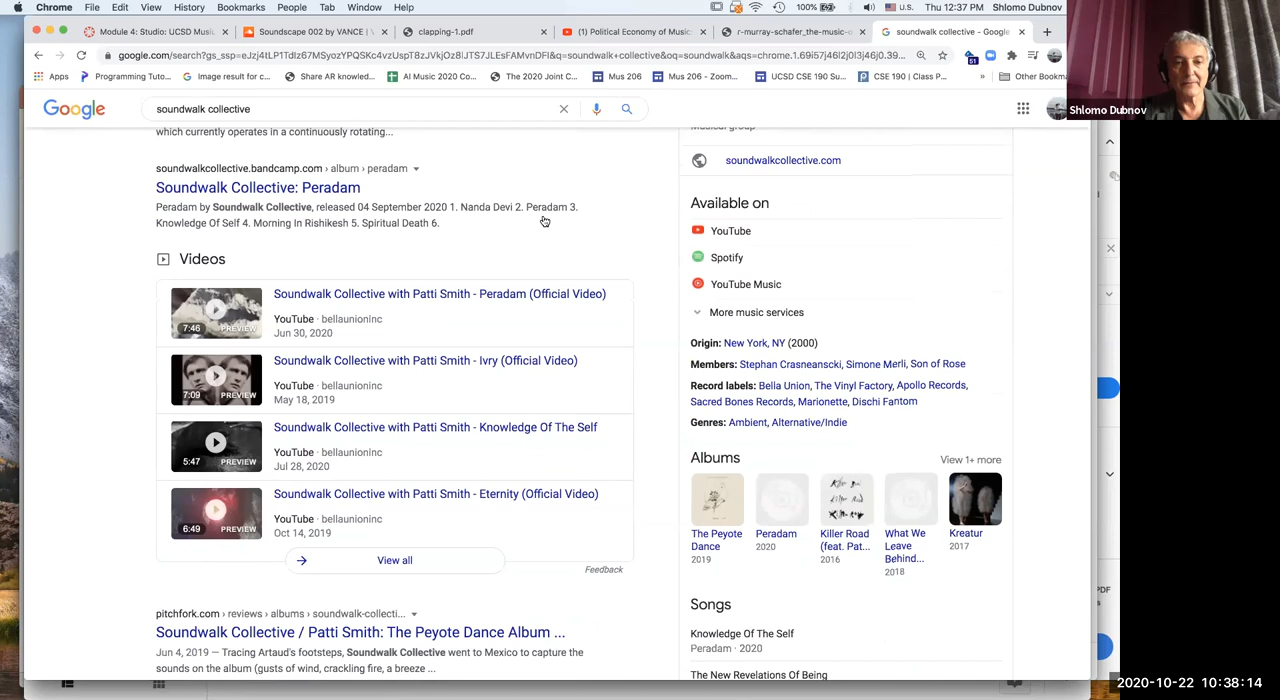 Chrome File Edit View History Bookmarks People Tab Window Help 100% U.S. Thu 12:37 PM Shlomo Dubnov
Module 4: Studio: UCSD Musi Soundscape 002 by VANCE | clapping-1.pdf (1) Political Economy of Music r-murray-schafer_the-music-o soundwalk collective - Google
Apps Programming Tuto... Image result for c... Share AR knowled... AI Music 2020 Co... The 2020 Joint C... Mus 206 Mus 206 - Zoom... UCSD CSE 190 Su... CSE 190 | Class P... » Other Bookma
Shlomo Dubnov
Google
soundwalk collective
which currently operates in a continuously rotating...
soundwalkcollective.bandcamp.com › album › peradam
Soundwalk Collective: Peradam
Peradam by Soundwalk Collective, released 04 September 2020 1. Nanda Devi 2. Peradam 3.
Knowledge Of Self 4. Morning In Rishikesh 5. Spiritual Death 6.
Videos
7:46 PREVIEW
Soundwalk Collective with Patti Smith - Peradam (Official Video)
YouTube · bellaunioninc
Jun 30, 2020
7:09 PREVIEW
Soundwalk Collective with Patti Smith - Ivry (Official Video)
YouTube · bellaunioninc
May 18, 2019
5:47 PREVIEW
Soundwalk Collective with Patti Smith - Knowledge Of The Self
YouTube · bellaunioninc
Jul 28, 2020
6:49 PREVIEW
Soundwalk Collective with Patti Smith - Eternity (Official Video)
YouTube · bellaunioninc
Oct 14, 2019
View all
Feedback
pitchfork.com › reviews › albums › soundwalk-collecti...
Soundwalk Collective / Patti Smith: The Peyote Dance Album ...
Jun 4, 2019 — Tracing Artaud's footsteps, Soundwalk Collective went to Mexico to capture the
sounds on the album (gusts of wind, crackling fire, a breeze ...
Musical group
soundwalkcollective.com
Available on
YouTube
Spotify
YouTube Music
More music services
Origin: New York, NY (2000)
Members: Stephan Crasneanscki, Simone Merli, Son of Rose
Record labels: Bella Union, The Vinyl Factory, Apollo Records,
Sacred Bones Records, Marionette, Dischi Fantom
Genres: Ambient, Alternative/Indie
Albums
View 1+ more
The Peyote
Dance
2019
Peradam
2020
Killer Road
(feat. Pat...
2016
What We
Leave
Behind...
2018
Kreatur
2017
Songs
Knowledge Of The Self
Peradam · 2020
The New Revelations Of Being
PDF
2020-10-22 10:38:14